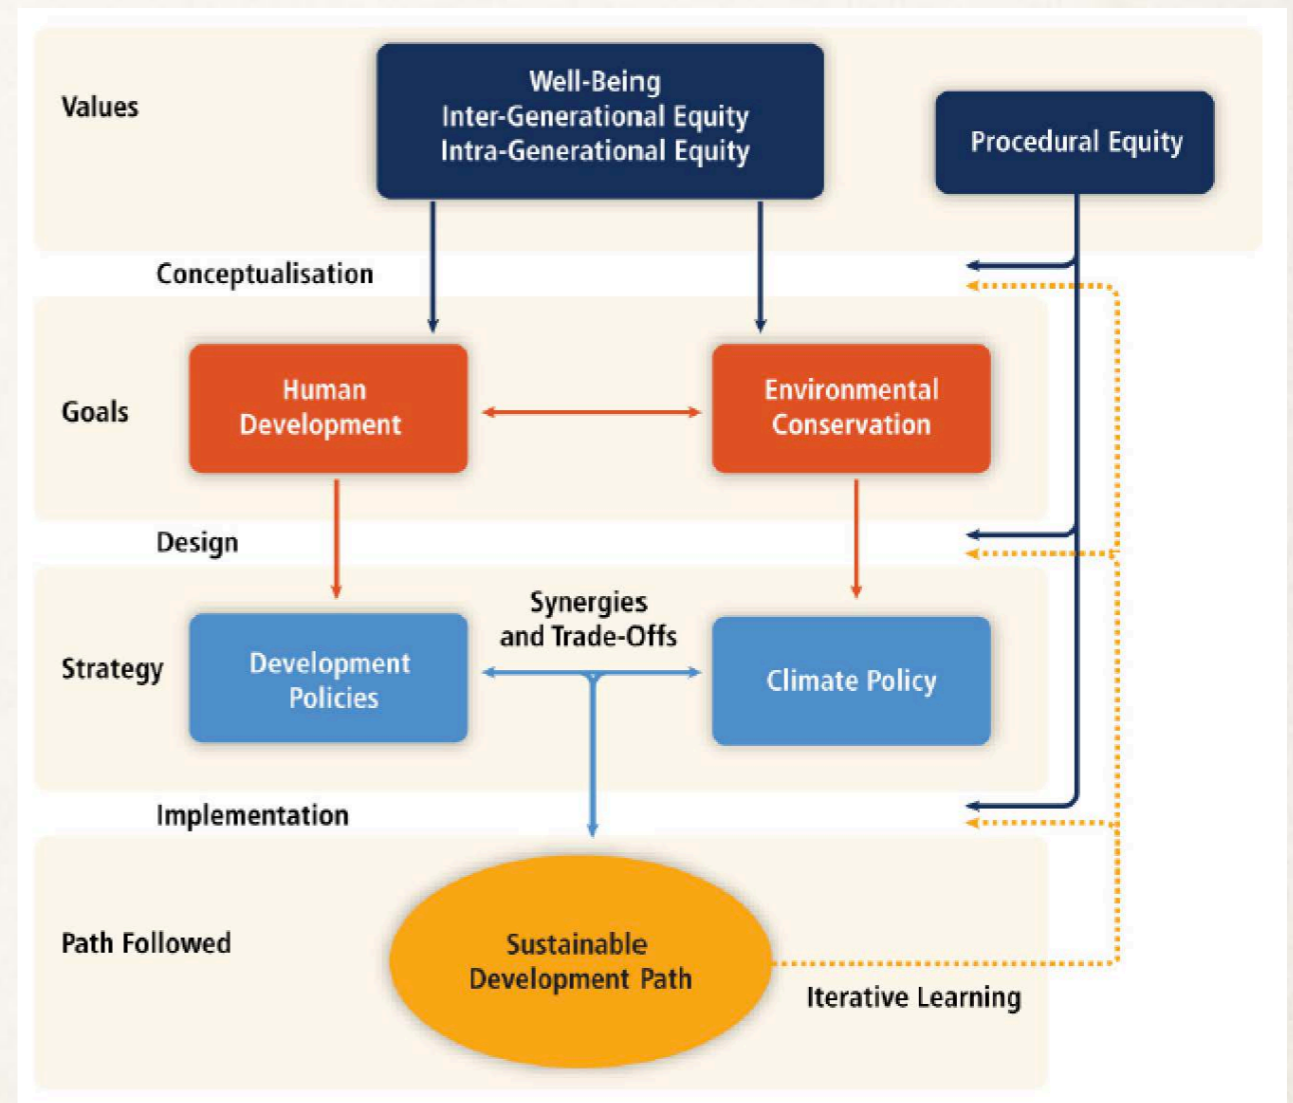 Values
Well-Being
Inter-Generational Equity
Intra-Generational Equity
Procedural Equity
Conceptualisation
Goals
Human
Development
Environmental
Conservation
Design
Strategy
Development
Policies
Synergies
and Trade-Offs
Climate Policy
Implementation
Path Followed
Sustainable
Development Path
Iterative Learning